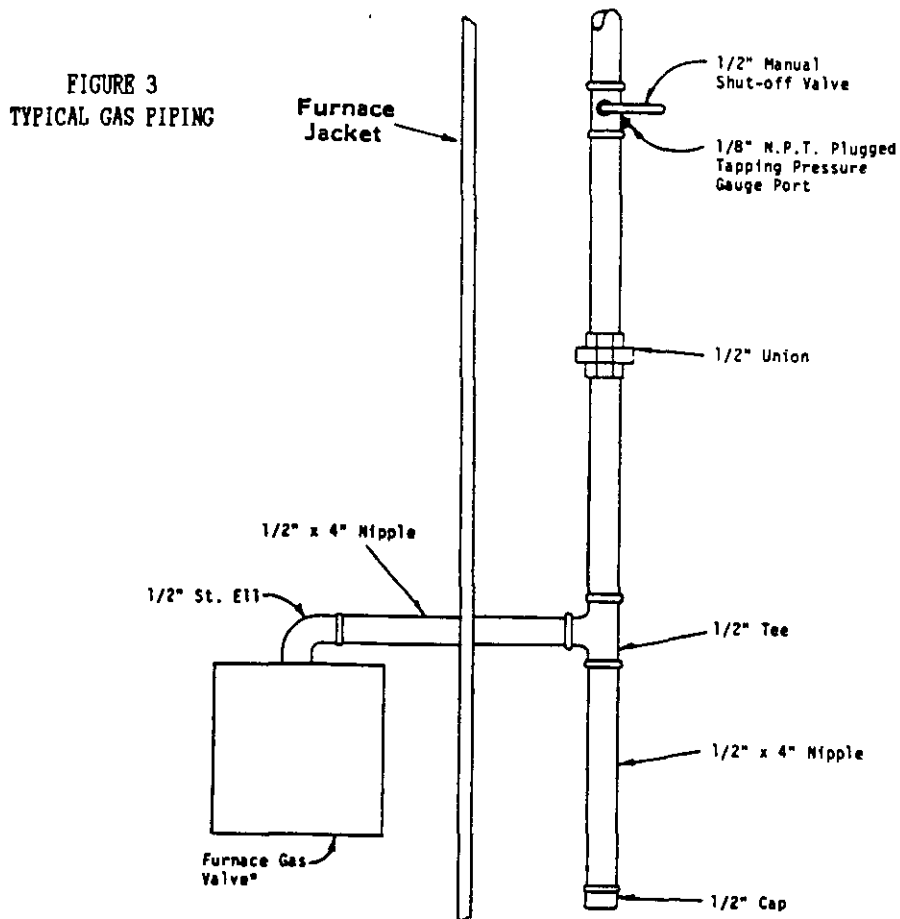 FIGURE 3
TYPICAL GAS PIPING
Furnace
Jacket
1/2" Manual
Shut-off Valve
1/8" N.P.T. Plugged
Tapping Pressure
Gauge Port
1/2" Union
1/2" x 4" Nipple
1/2" St. Ell
1/2" Tee
1/2" x 4" Nipple
Furnace Gas
Valve*
1/2" Cap